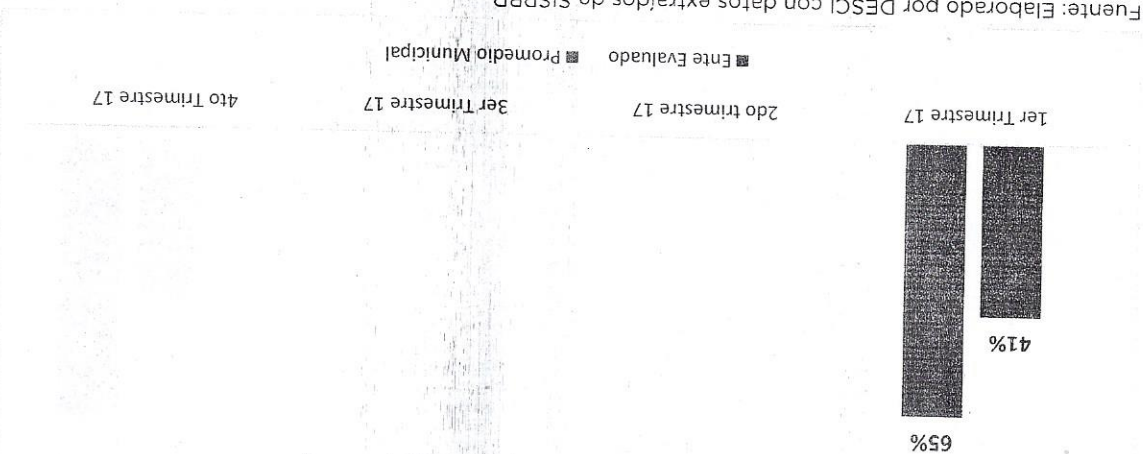 65%
41%
1er Trimestre 17 2do trimestre 17 3er Trimestre 17 4to Trimestre 17
Ente Evaluado Promedio Municipal
Fuente: Elaborado por DESCI con datos extraídos de